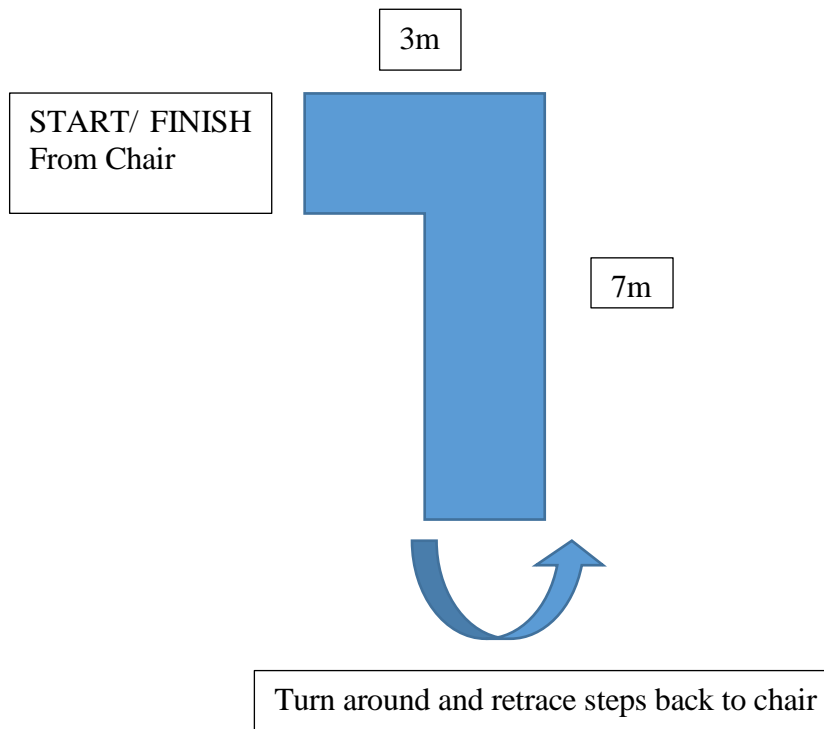 3m
START/ FINISH
From Chair
7m
Turn around and retrace steps back to chair